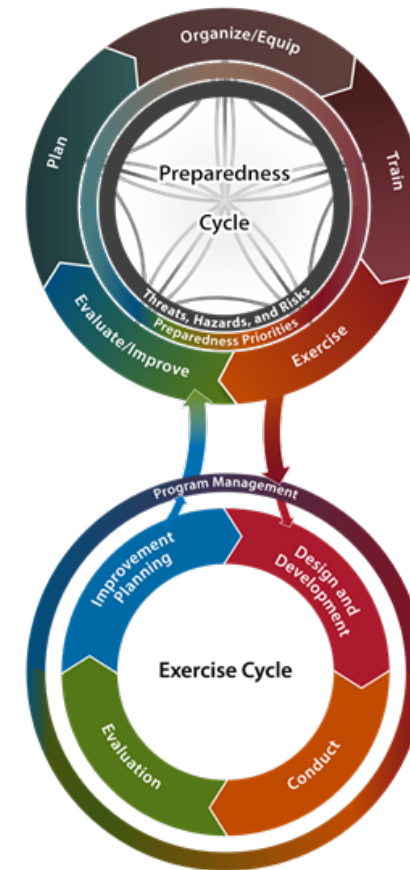 Organize/Equip
Plan
Train
Preparedness
Cycle
Threats, Hazards, and Risks
Preparedness Priorities
Evaluate/Improve
Exercise
Program Management
Improvement
Planning
Design and
Development
Exercise Cycle
Evaluation
Conduct